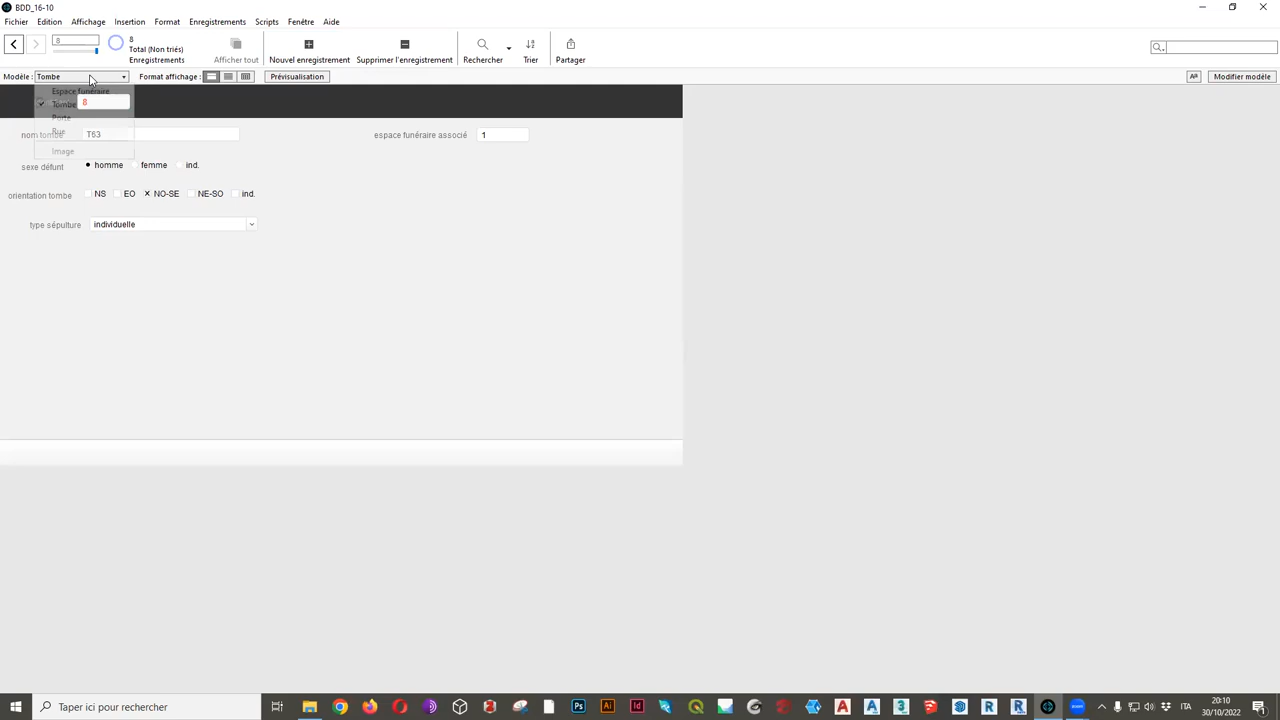 BDD_16-10
Fichier Edition Affichage Insertion Format Enregistrements Scripts Fenêtre Aide
8
8
Total (Non triés)
Enregistrements
Afficher tout
Nouvel enregistrement
Supprimer l'enregistrement
Rechercher
Trier
Partager
Modèle : Tombe Format affichage : Prévisualisation Aa Modifier modèle
Espace funéraire
Tombe 8
Porte
Rue
Image
nom tombe T63 espace funéraire associé 1
sexe défunt homme femme ind.
orientation tombe NS EO NO-SE NE-SO ind.
type sépulture individuelle
Taper ici pour rechercher
ITA
20:10
30/10/2022